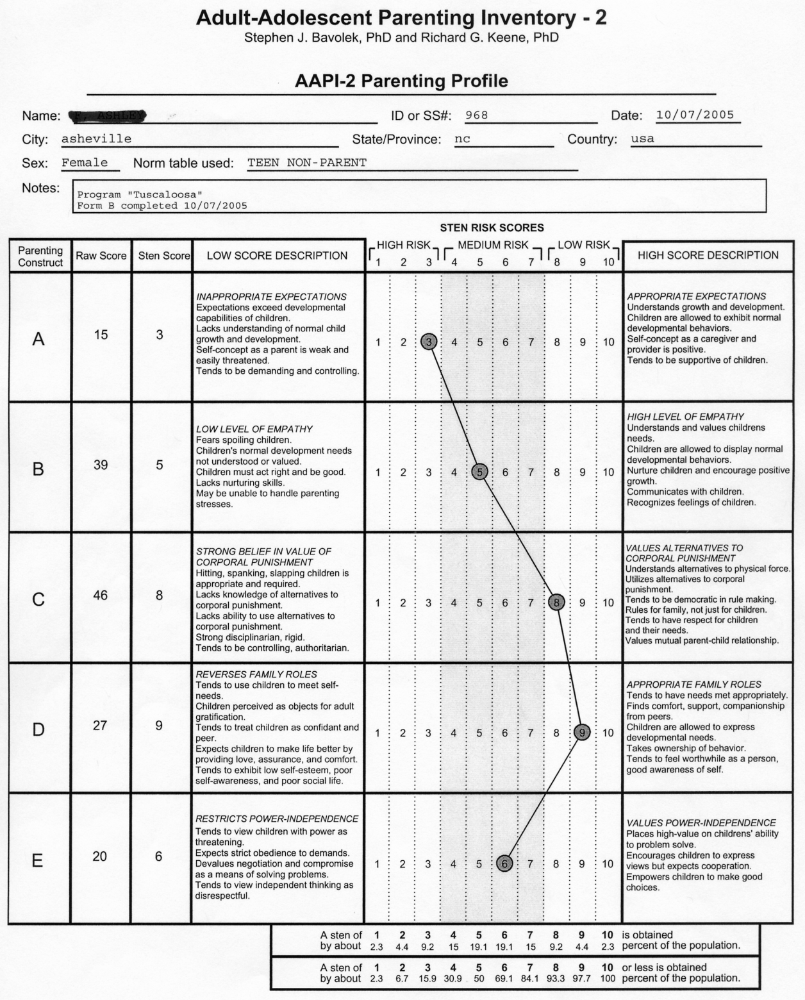 Adult-Adolescent Parenting Inventory - 2
Stephen J. Bavolek, PhD and Richard G. Keene, PhD
AAPI-2 Parenting Profile
Name: ID or SS#: 968 Date: 10/07/2005
City: asheville State/Province: nc Country: usa
Sex: Female Norm table used: TEEN NON-PARENT
Notes:
Program "Tuscaloosa"
Form B completed 10/07/2005
STEN RISK SCORES
Parenting Construct
Raw Score
Sten Score
LOW SCORE DESCRIPTION
HIGH RISK MEDIUM RISK LOW RISK
1 2 3 4 5 6 7 8 9 10
HIGH SCORE DESCRIPTION
A
15
3
INAPPROPRIATE EXPECTATIONS
Expectations exceed developmental
capabilities of children.
Lacks understanding of normal child
growth and development.
Self-concept as a parent is weak and
easily threatened.
Tends to be demanding and controlling.
1 2 3 4 5 6 7 8 9 10
APPROPRIATE EXPECTATIONS
Understands growth and development.
Children are allowed to exhibit normal
developmental behaviors.
Self-concept as a caregiver and
provider is positive.
Tends to be supportive of children.
B
39
5
LOW LEVEL OF EMPATHY
Fears spoiling children.
Children's normal development needs
not understood or valued.
Children must act right and be good.
Lacks nurturing skills.
May be unable to handle parenting
stresses.
1 2 3 4 5 6 7 8 9 10
HIGH LEVEL OF EMPATHY
Understands and values childrens
needs.
Children are allowed to display normal
developmental behaviors.
Nurture children and encourage positive
growth.
Communicates with children.
Recognizes feelings of children.
C
46
8
STRONG BELIEF IN VALUE OF
CORPORAL PUNISHMENT
Hitting, spanking, slapping children is
appropriate and required.
Lacks knowledge of alternatives to
corporal punishment.
Lacks ability to use alternatives to
corporal punishment.
Strong disciplinarian, rigid.
Tends to be controlling, authoritarian.
1 2 3 4 5 6 7 8 9 10
VALUES ALTERNATIVES TO
CORPORAL PUNISHMENT
Understands alternatives to physical force.
Utilizes alternatives to corporal
punishment.
Tends to be democratic in rule making.
Rules for family, not just for children.
Tends to have respect for children
and their needs.
Values mutual parent-child relationship.
D
27
9
REVERSES FAMILY ROLES
Tends to use children to meet self-
needs.
Children perceived as objects for adult
gratification.
Tends to treat children as confidant and
peer.
Expects children to make life better by
providing love, assurance, and comfort.
Tends to exhibit low self-esteem, poor
self-awareness, and poor social life.
1 2 3 4 5 6 7 8 9 10
APPROPRIATE FAMILY ROLES
Tends to have needs met appropriately.
Finds comfort, support, companionship
from peers.
Children are allowed to express
developmental needs.
Takes ownership of behavior.
Tends to feel worthwhile as a person,
good awareness of self.
E
20
6
RESTRICTS POWER-INDEPENDENCE
Tends to view children with power as
threatening.
Expects strict obedience to demands.
Devalues negotiation and compromise
as a means of solving problems.
Tends to view independent thinking as
disrespectful.
1 2 3 4 5 6 7 8 9 10
VALUES POWER-INDEPENDENCE
Places high-value on childrens' ability
to problem solve.
Encourages children to express
views but expects cooperation.
Empowers children to make good
choices.
A sten of 1 2 3 4 5 6 7 8 9 10 is obtained
by about 2.3 4.4 9.2 15 19.1 19.1 15 9.2 4.4 2.3 percent of the population.
A sten of 1 2 3 4 5 6 7 8 9 10 or less is obtained
by about 2.3 6.7 15.9 30.9 50 69.1 84.1 93.3 97.7 100 percent of the population.